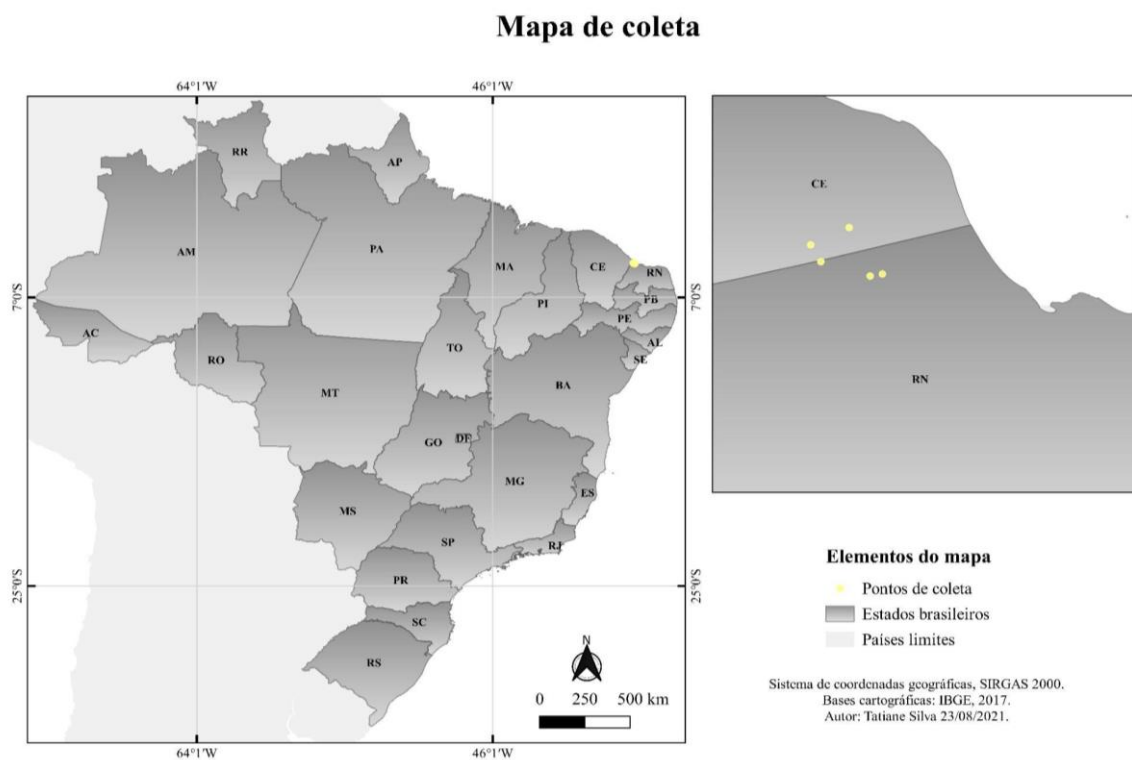 Mapa de coleta
64°1'W
46°1'W
RR
AP
AM
PA
MA
CE
RN
PI
PB
PE
AL
SE
AC
RO
TO
BA
MT
GO
DF
MG
MS
ES
SP
RJ
PR
SC
RS
7°0'S
7°0'S
25°0'S
25°0'S
N
0 250 500 km
64°1'W
46°1'W
CE
RN
Elementos do mapa
Pontos de coleta
Estados brasileiros
Países limites
Sistema de coordenadas geográficas, SIRGAS 2000.
Bases cartográficas: IBGE, 2017.
Autor: Tatiane Silva 23/08/2021.